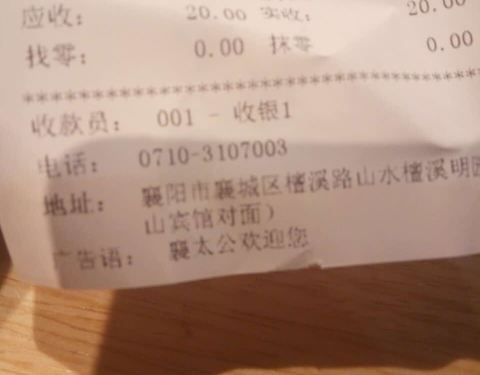 应收： 20.00 实收： 20.00
找零： 0.00 抹零 0.00
****************************************
收款员： 001 - 收银1
电话： 0710-3107003
地址： 襄阳市襄城区檀溪路山水檀溪明
山宾馆对面）
广告语： 襄太公欢迎您